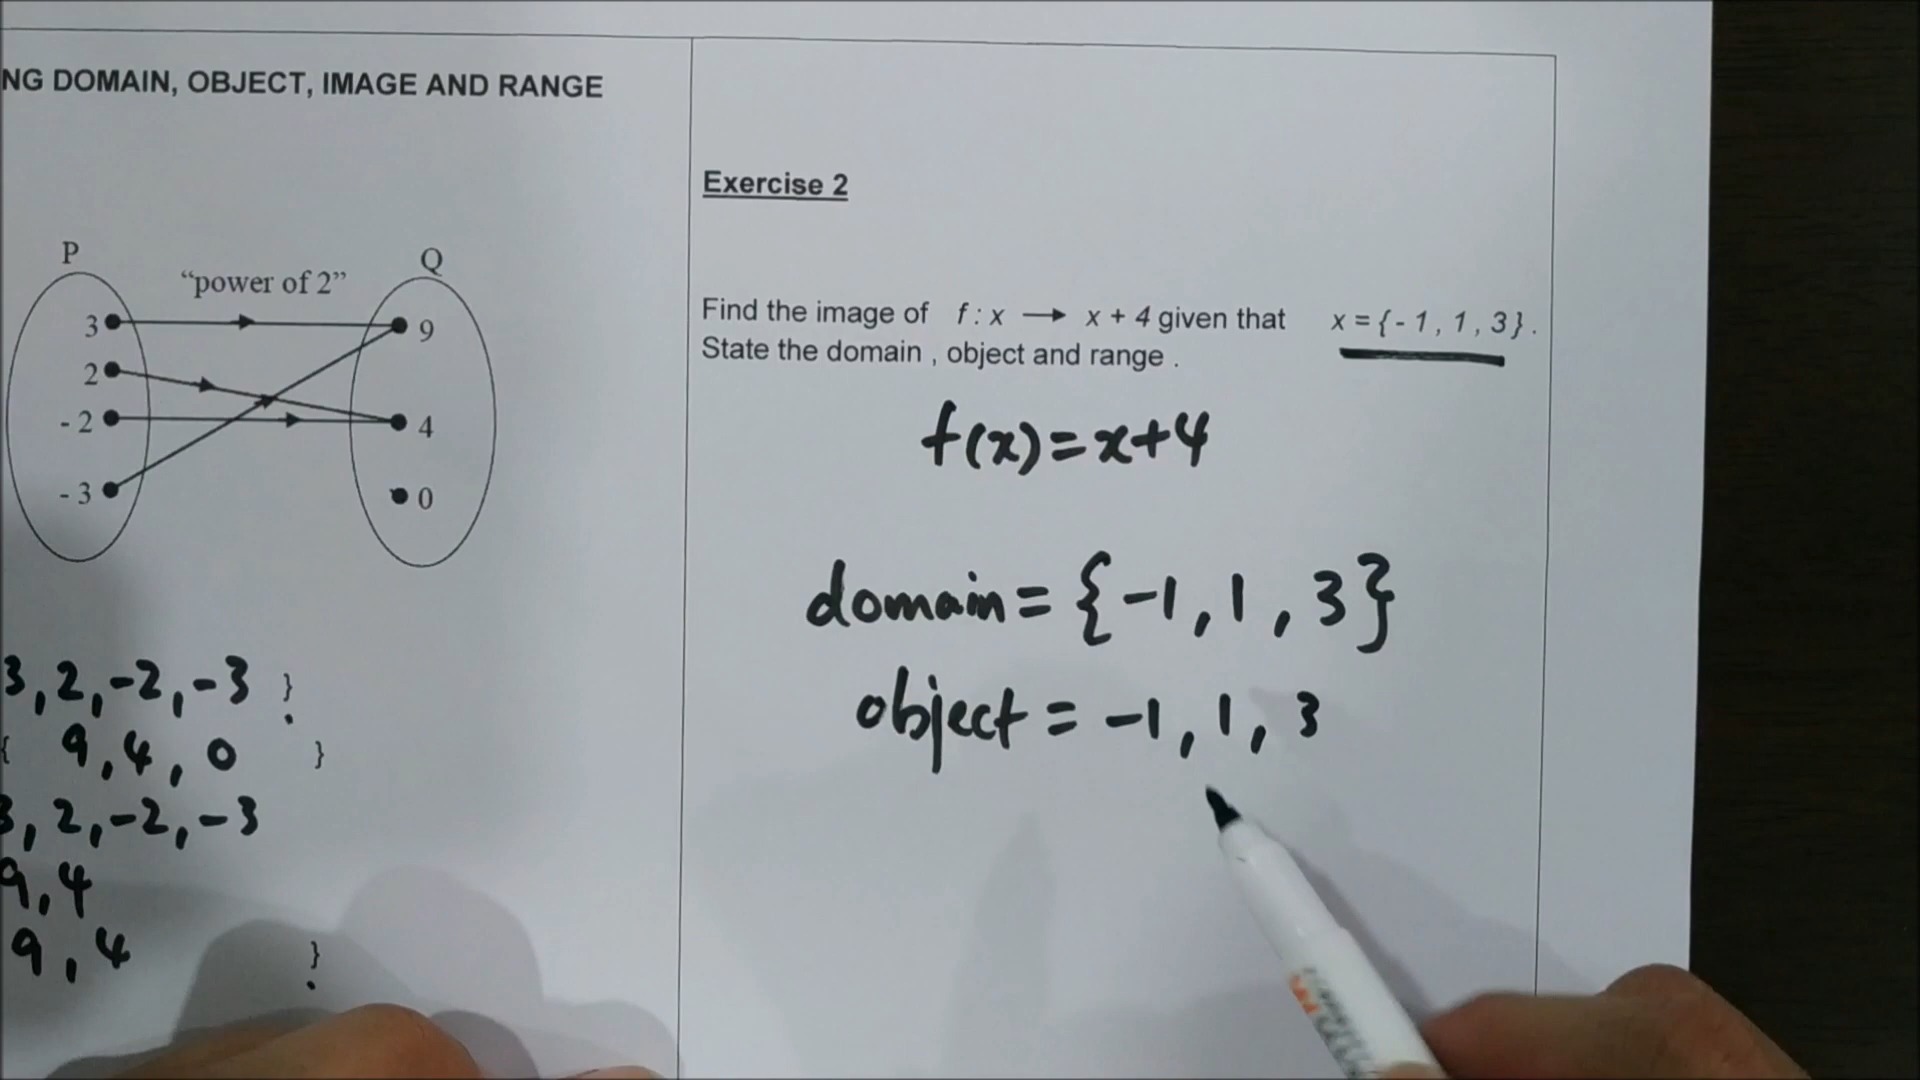 NG DOMAIN, OBJECT, IMAGE AND RANGE
P
Q
“power of 2”
3
9
2
- 2
4
- 3
0
3, 2, -2, -3 }.
{ 9, 4, 0 }
3, 2, -2, -3
9, 4
9, 4 }.
Exercise 2
Find the image of f : x → x + 4 given that x = { - 1 , 1 , 3 } .
State the domain , object and range .
f(x) = x+4
domain = {-1, 1, 3}
object = -1, 1, 3